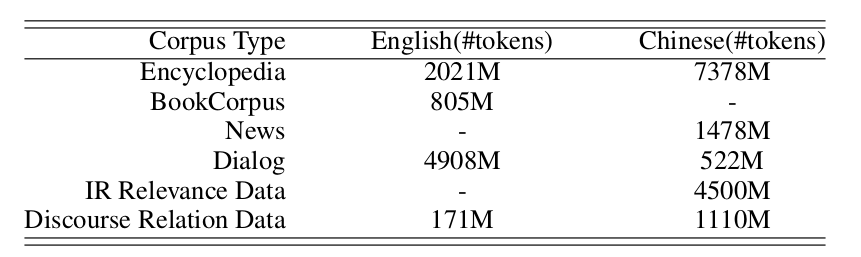 Corpus Type English(#tokens) Chinese(#tokens)
Encyclopedia 2021M 7378M
BookCorpus 805M -
News - 1478M
Dialog 4908M 522M
IR Relevance Data - 4500M
Discourse Relation Data 171M 1110M